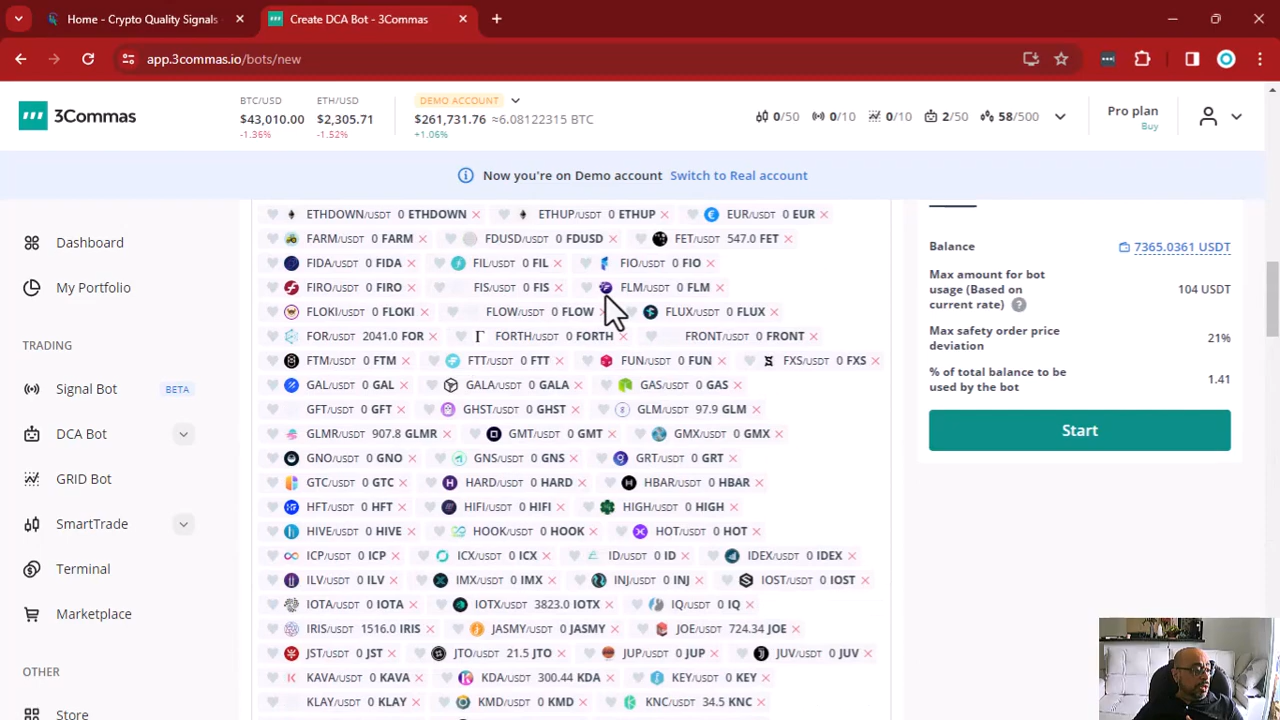 Home - Crypto Quality Signals
Create DCA Bot - 3Commas
app.3commas.io/bots/new
3Commas
BTC/USD
$43,010.00
-1.36%
ETH/USD
$2,305.71
-1.52%
DEMO ACCOUNT
$261,731.76 ≈6.08122315 BTC
+1.06%
0/50 0/10 0/10 2/50 58/500
Pro plan
Buy
Now you're on Demo account Switch to Real account
Dashboard
My Portfolio
TRADING
Signal Bot BETA
DCA Bot
GRID Bot
SmartTrade
Terminal
Marketplace
OTHER
Store
ETHDOWN/USDT 0 ETHDOWN × ETHUP/USDT 0 ETHUP × EUR/USDT 0 EUR ×
FARM/USDT 0 FARM × FDUSD/USDT 0 FDUSD × FET/USDT 547.0 FET ×
FIDA/USDT 0 FIDA × FIL/USDT 0 FIL × FIO/USDT 0 FIO ×
FIRO/USDT 0 FIRO × FIS/USDT 0 FIS × FLM/USDT 0 FLM ×
FLOKI/USDT 0 FLOKI × FLOW/USDT 0 FLOW × FLUX/USDT 0 FLUX ×
FOR/USDT 2041.0 FOR × FORTH/USDT 0 FORTH × FRONT/USDT 0 FRONT ×
FTM/USDT 0 FTM × FTT/USDT 0 FTT × FUN/USDT 0 FUN × FXS/USDT 0 FXS ×
GAL/USDT 0 GAL × GALA/USDT 0 GALA × GAS/USDT 0 GAS ×
GFT/USDT 0 GFT × GHST/USDT 0 GHST × GLM/USDT 97.9 GLM ×
GLMR/USDT 907.8 GLMR × GMT/USDT 0 GMT × GMX/USDT 0 GMX ×
GNO/USDT 0 GNO × GNS/USDT 0 GNS × GRT/USDT 0 GRT ×
GTC/USDT 0 GTC × HARD/USDT 0 HARD × HBAR/USDT 0 HBAR ×
HFT/USDT 0 HFT × HIFI/USDT 0 HIFI × HIGH/USDT 0 HIGH ×
HIVE/USDT 0 HIVE × HOOK/USDT 0 HOOK × HOT/USDT 0 HOT ×
ICP/USDT 0 ICP × ICX/USDT 0 ICX × ID/USDT 0 ID × IDEX/USDT 0 IDEX ×
ILV/USDT 0 ILV × IMX/USDT 0 IMX × INJ/USDT 0 INJ × IOST/USDT 0 IOST ×
IOTA/USDT 0 IOTA × IOTX/USDT 3823.0 IOTX × IQ/USDT 0 IQ ×
IRIS/USDT 1516.0 IRIS × JASMY/USDT 0 JASMY × JOE/USDT 724.34 JOE ×
JST/USDT 0 JST × JTO/USDT 21.5 JTO × JUP/USDT 0 JUP × JUV/USDT 0 JUV ×
KAVA/USDT 0 KAVA × KDA/USDT 300.44 KDA × KEY/USDT 0 KEY ×
KLAY/USDT 0 KLAY × KMD/USDT 0 KMD × KNC/USDT 34.5 KNC ×
Balance 7365.0361 USDT
Max amount for bot
usage (Based on
current rate) ? 104 USDT
Max safety order price
deviation 21%
% of total balance to be
used by the bot 1.41
Start